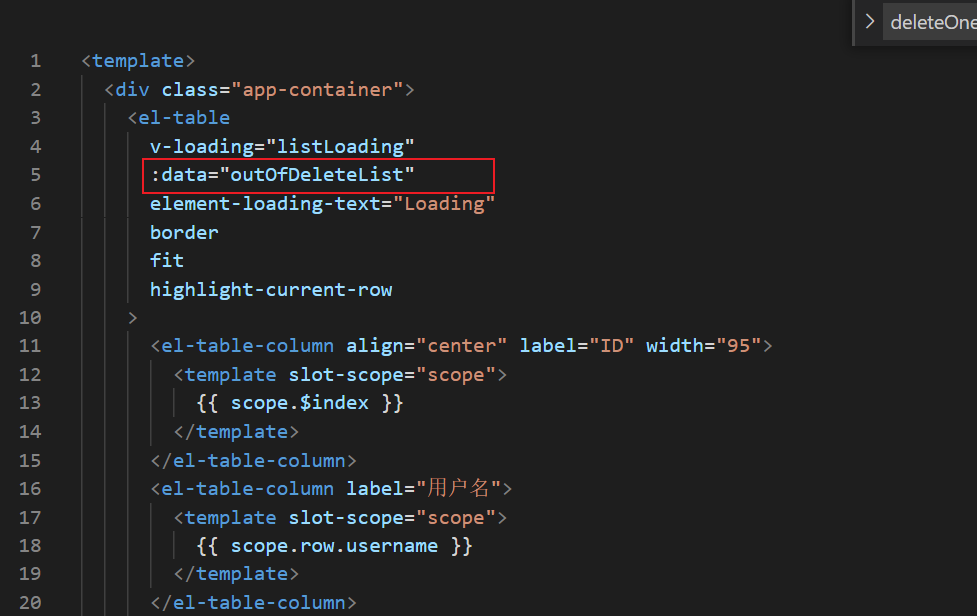 deleteOne
1 <template>
2 <div class="app-container">
3 <el-table
4 v-loading="listLoading"
5 :data="outOfDeleteList"
6 element-loading-text="Loading"
7 border
8 fit
9 highlight-current-row
10 >
11 <el-table-column align="center" label="ID" width="95">
12 <template slot-scope="scope">
13 {{ scope.$index }}
14 </template>
15 </el-table-column>
16 <el-table-column label="用户名">
17 <template slot-scope="scope">
18 {{ scope.row.username }}
19 </template>
20 </el-table-column>